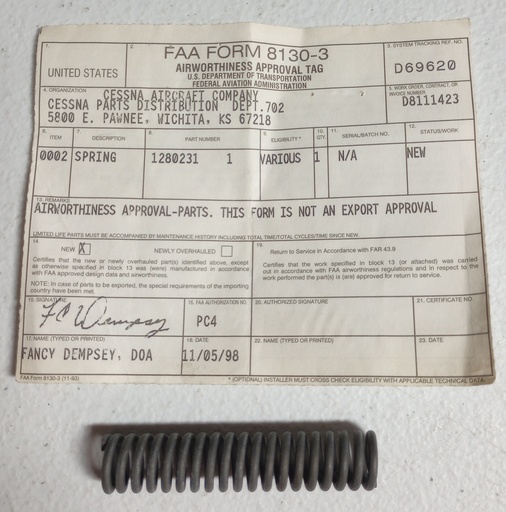 1.
2.
FAA FORM 8130-3
3. SYSTEM TRACKING REF. NO.
UNITED STATES
AIRWORTHINESS APPROVAL TAG
U.S. DEPARTMENT OF TRANSPORTATION
FEDERAL AVIATION ADMINISTRATION
D69620
4. ORGANIZATION
CESSNA AIRCRAFT COMPANY
CESSNA PARTS DISTRIBUTION DEPT.702
5800 E. PAWNEE, WICHITA, KS 67218
5. WORK ORDER, CONTRACT, OR
INVOICE NUMBER
D8111423
6. ITEM
7. DESCRIPTION
8. PART NUMBER
9. ELIGIBILITY *
10. QTY.
11. SERIAL/BATCH NO.
12. STATUS/WORK
0002 SPRING 1280231 1 VARIOUS 1 N/A NEW
13. REMARKS
AIRWORTHINESS APPROVAL-PARTS. THIS FORM IS NOT AN EXPORT APPROVAL
LIMITED LIFE PARTS MUST BE ACCOMPANIED BY MAINTENANCE HISTORY INCLUDING TOTAL TIME/TOTAL CYCLES/TIME SINCE NEW.
14.
NEW X NEWLY OVERHAULED
Certifies that the new or newly overhauled part(s) identified above, except
as otherwise specified in block 13 was (were) manufactured in accordance
with FAA approved design data and airworthiness.
NOTE: In case of parts to be exported, the special requirements of the importing
country have been met.
19.
Return to Service in Accordance with FAR 43.9
Certifies that the work specified in block 13 (or attached) was carried
out in accordance with FAA airworthiness regulations and in respect to the
work performed the part(s) is (are) approved for return to service.
15. SIGNATURE
Dempsey
16. FAA AUTHORIZATION NO.
PC4
20. AUTHORIZED SIGNATURE
21. CERTIFICATE NO.
17. NAME (TYPED OR PRINTED)
FANCY DEMPSEY, DOA
18. DATE
11/05/98
22. NAME (TYPED OR PRINTED)
23. DATE
FAA Form 8130-3 (11-93)
* (OPTIONAL) INSTALLER MUST CROSS CHECK ELIGIBILITY WITH APPLICABLE TECHNICAL DATA.